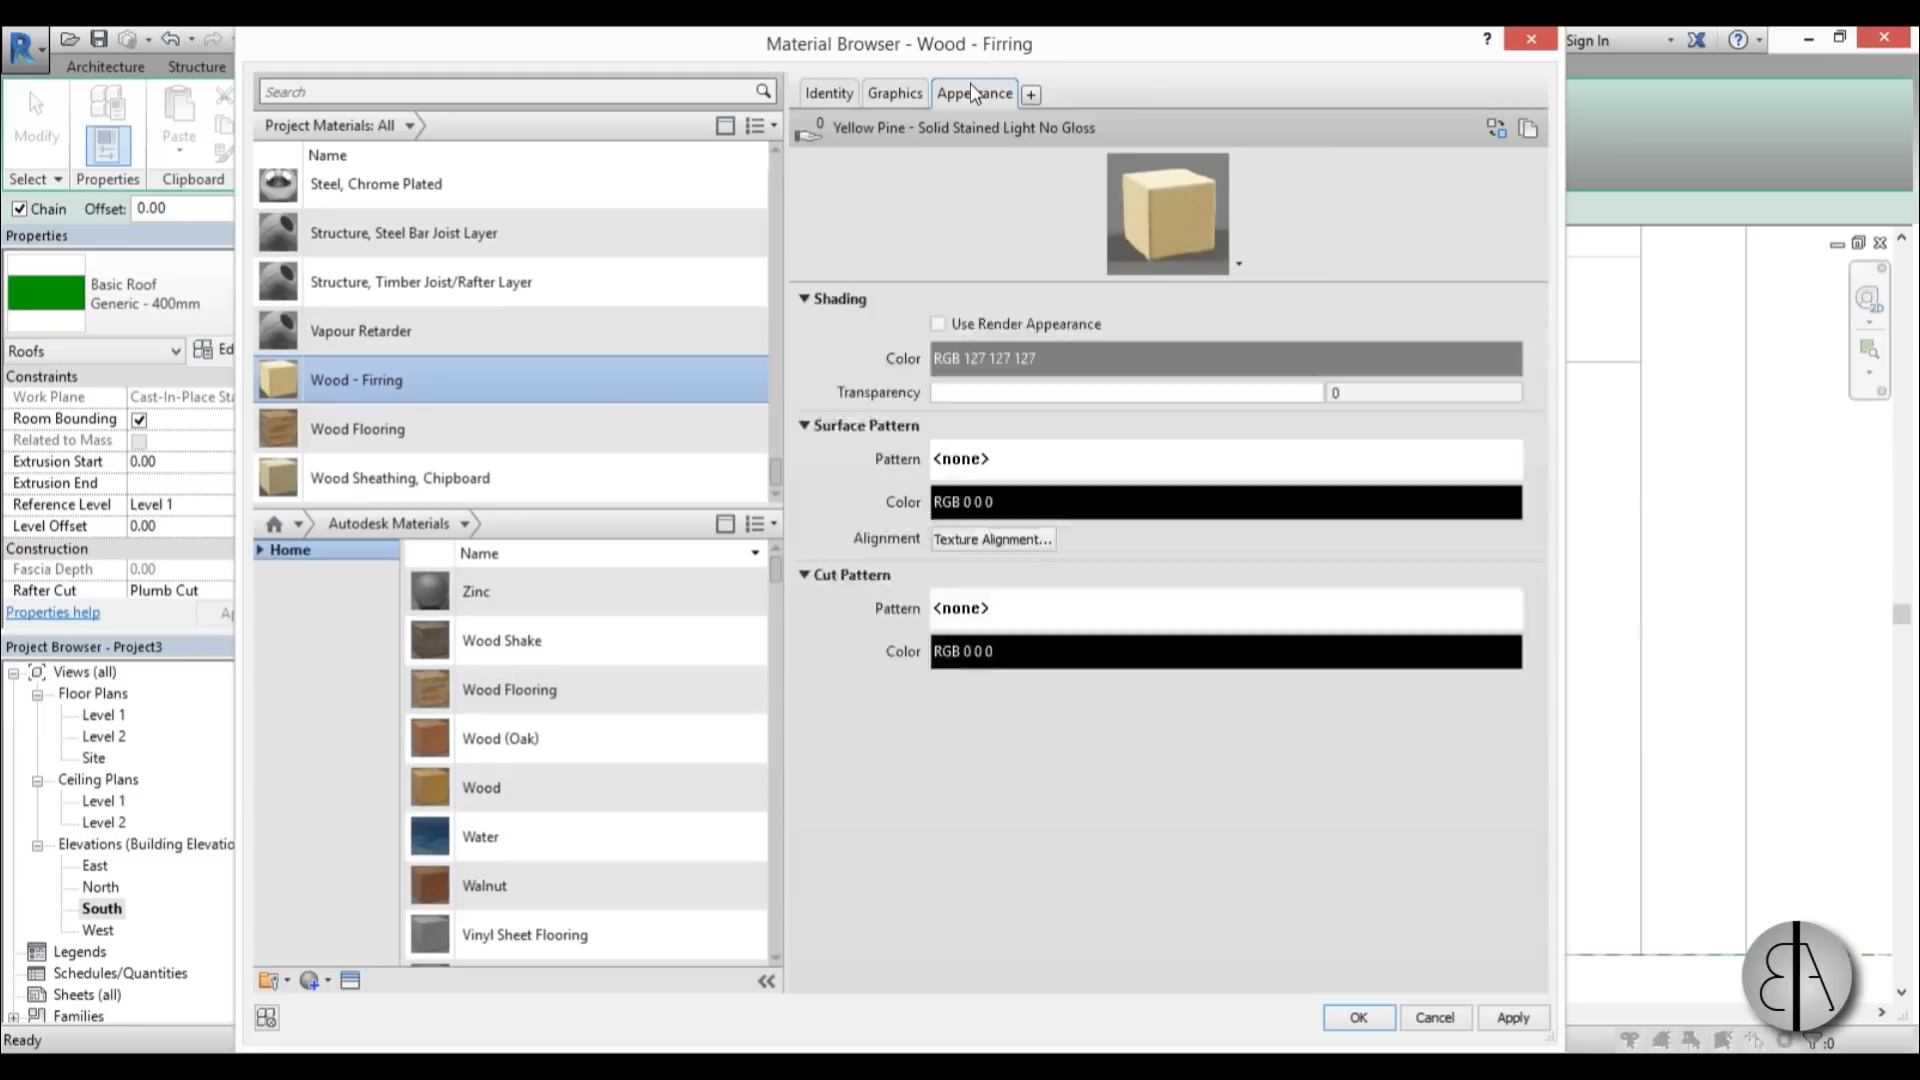 Material Browser - Wood - Firring
?
Sign In
Architecture
Structure
Search
Identity
Graphics
Appearance
Project Materials: All
Yellow Pine - Solid Stained Light No Gloss
0
Modify
Paste
Select
Properties
Clipboard
Chain
Offset:
0.00
Properties
Basic Roof
Generic - 400mm
Roofs
Constraints
Work Plane
Room Bounding
Related to Mass
Extrusion Start
0.00
Extrusion End
Reference Level
Level 1
Level Offset
0.00
Construction
Fascia Depth
0.00
Rafter Cut
Plumb Cut
Properties help
Project Browser - Project3
Views (all)
Floor Plans
Level 1
Level 2
Site
Ceiling Plans
Level 1
Level 2
East
North
South
West
Legends
Schedules/Quantities
Sheets (all)
Families
Ready
Name
Steel, Chrome Plated
Structure, Steel Bar Joist Layer
Structure, Timber Joist/Rafter Layer
Vapour Retarder
Wood - Firring
Wood Flooring
Wood Sheathing, Chipboard
Autodesk Materials
Home
Name
Zinc
Wood Shake
Wood Flooring
Wood (Oak)
Wood
Water
Walnut
Vinyl Sheet Flooring
Shading
Use Render Appearance
Color
RGB 127 127 127
Transparency
0
Surface Pattern
Pattern
<none>
Color
RGB 0 0 0
Alignment
Texture Alignment...
Cut Pattern
Pattern
<none>
Color
RGB 0 0 0
OK
Cancel
Apply
2D
:0